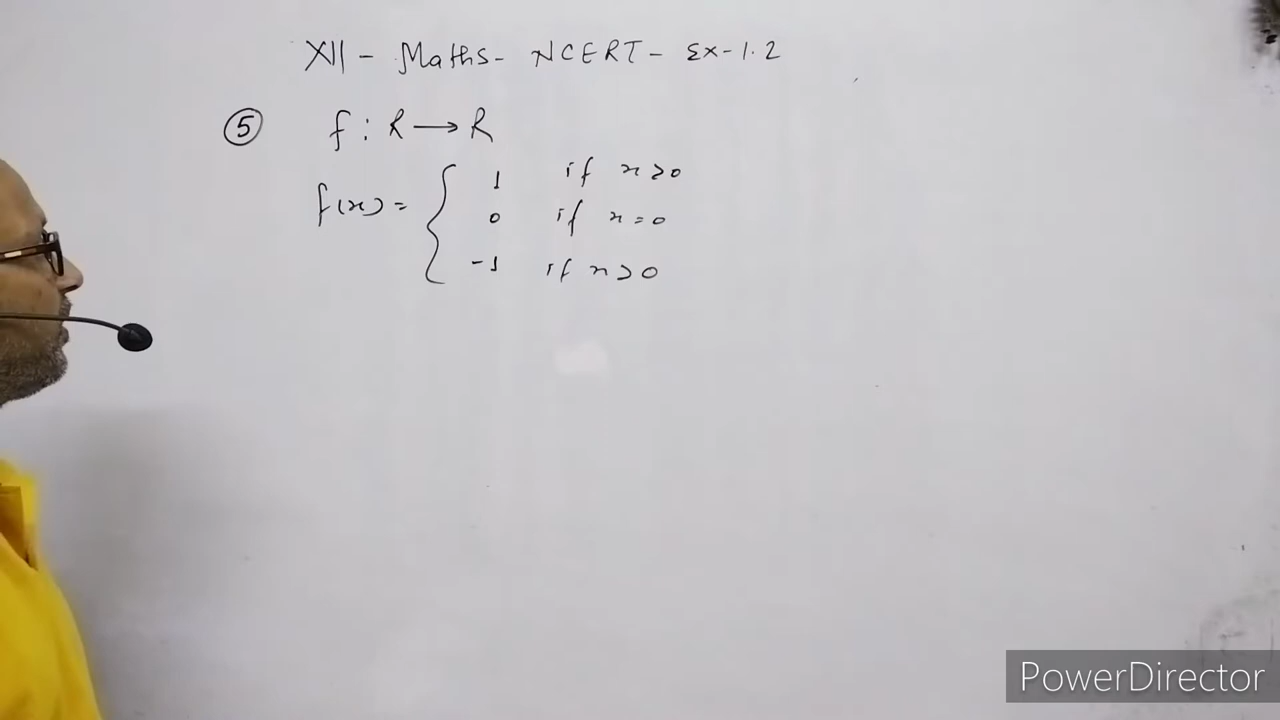 XII - Maths - NCERT - Ex-1.2
⑤ f : R → R
f(x) = { 1 if x > 0
0 if x = 0
-1 if x > 0
PowerDirector